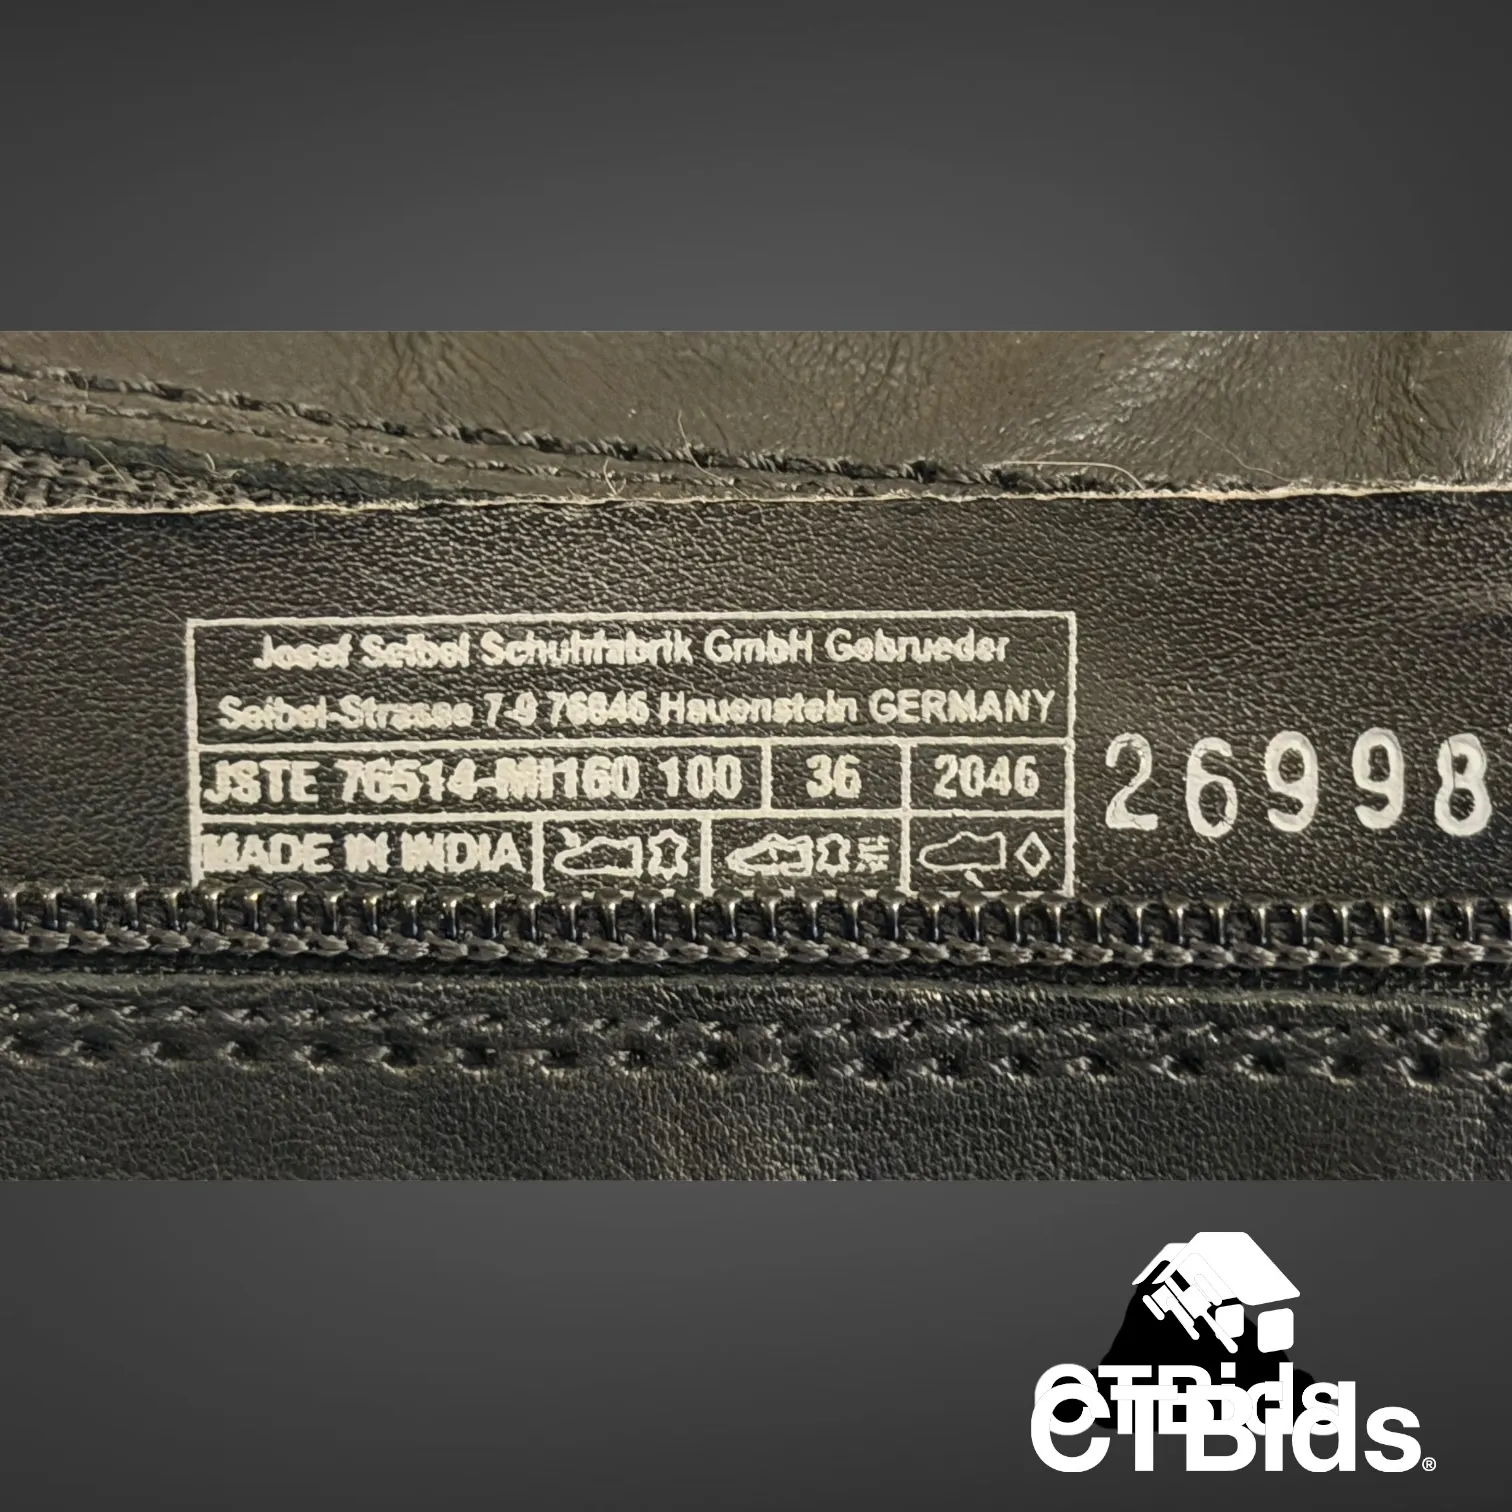 Josef Seibel Schuhfabrik GmbH Gebrueder
Seibel-Strasse 7-9 76846 Hauenstein GERMANY
JSTE 76514-MI160 100 36 2046
26998
MADE IN INDIA
CTBids
CTBids®